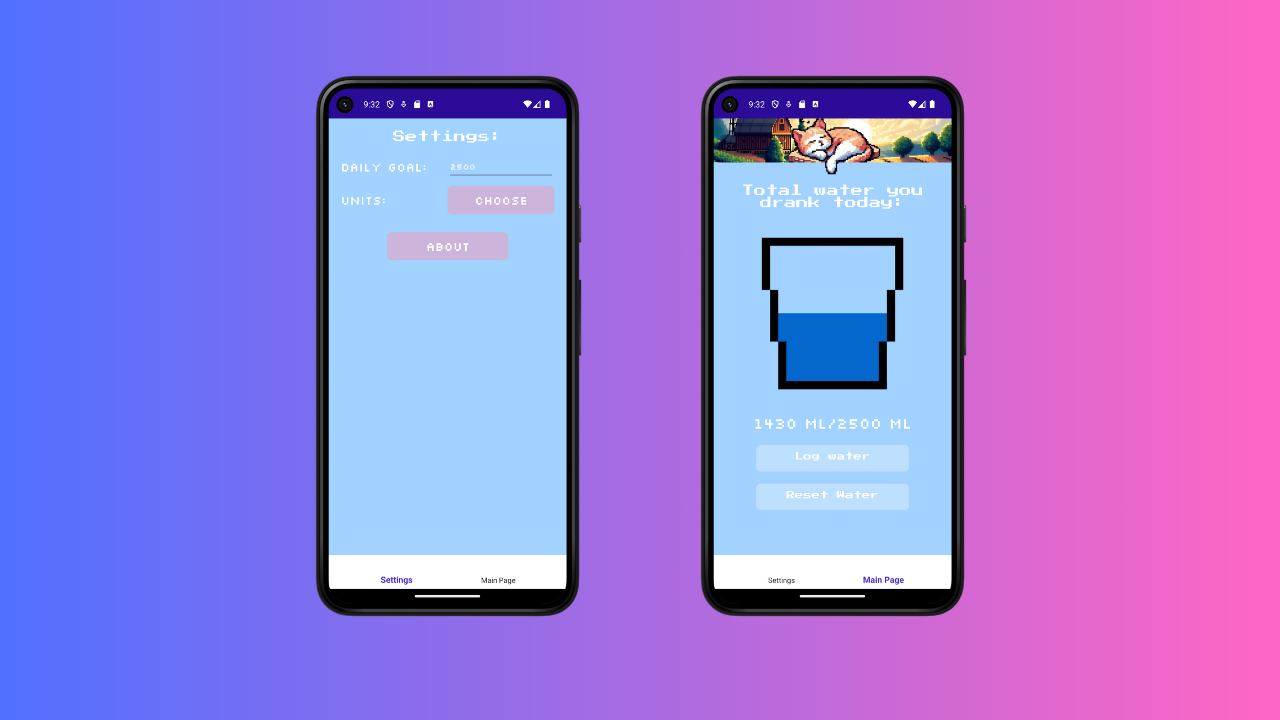 9:32
Settings:
DAILY GOAL: 2500
UNITS: CHOOSE
ABOUT
Settings Main Page
9:32
Total water you
drank today:
1430 ML/2500 ML
Log water
Reset Water
Settings Main Page